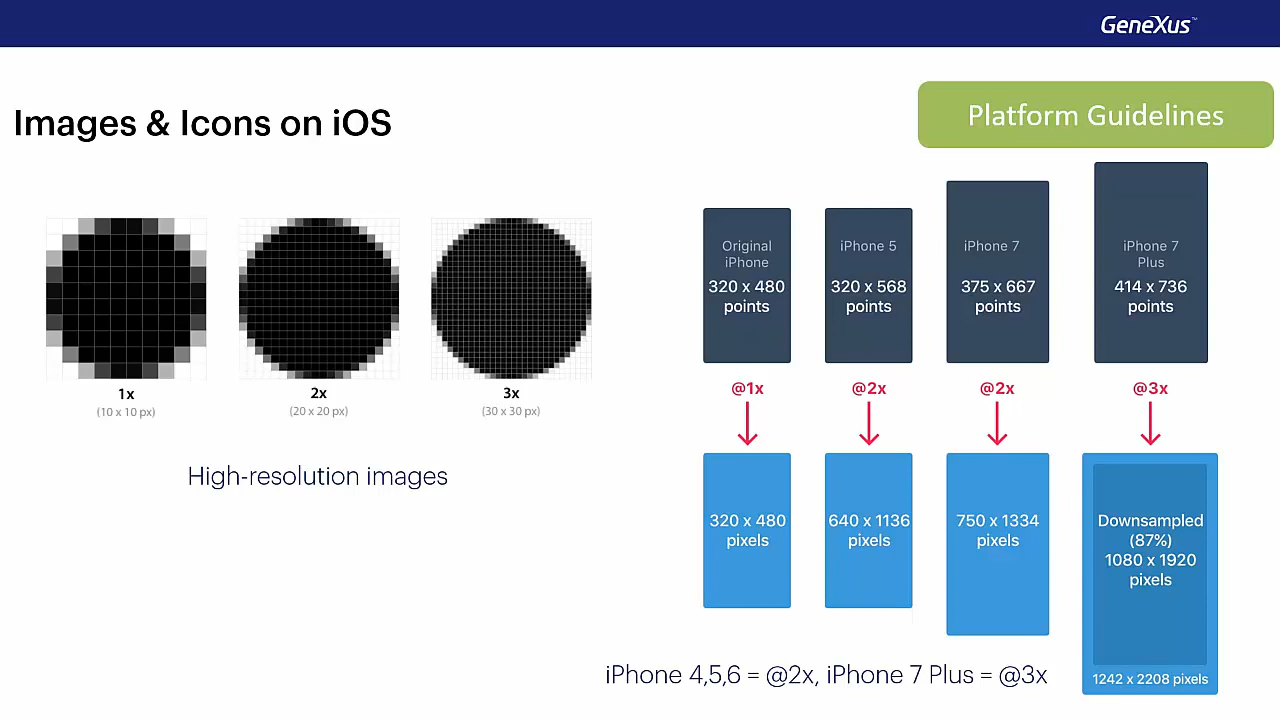 GeneXus™
Images & Icons on iOS
Platform Guidelines
1x
(10 x 10 px)
2x
(20 x 20 px)
3x
(30 x 30 px)
High-resolution images
Original
iPhone
320 x 480
points
iPhone 5
320 x 568
points
iPhone 7
375 x 667
points
iPhone 7
Plus
414 x 736
points
@1x
@2x
@2x
@3x
320 x 480
pixels
640 x 1136
pixels
750 x 1334
pixels
Downsampled
(87%)
1080 x 1920
pixels
1242 x 2208 pixels
iPhone 4,5,6 = @2x, iPhone 7 Plus = @3x